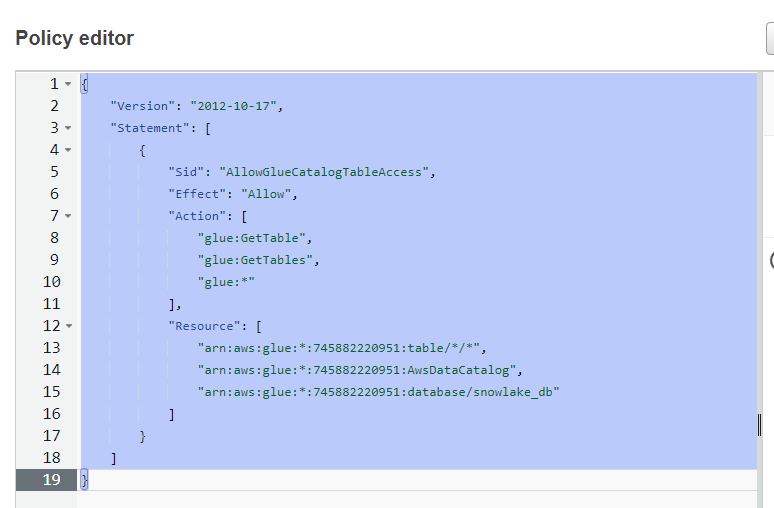 Policy editor
1 {
2 "Version": "2012-10-17",
3 "Statement": [
4 {
5 "Sid": "AllowGlueCatalogTableAccess",
6 "Effect": "Allow",
7 "Action": [
8 "glue:GetTable",
9 "glue:GetTables",
10 "glue:*"
11 ],
12 "Resource": [
13 "arn:aws:glue:*:745882220951:table/*/*",
14 "arn:aws:glue:*:745882220951:AwsDataCatalog",
15 "arn:aws:glue:*:745882220951:database/snowlake_db"
16 ]
17 }
18 ]
19 }